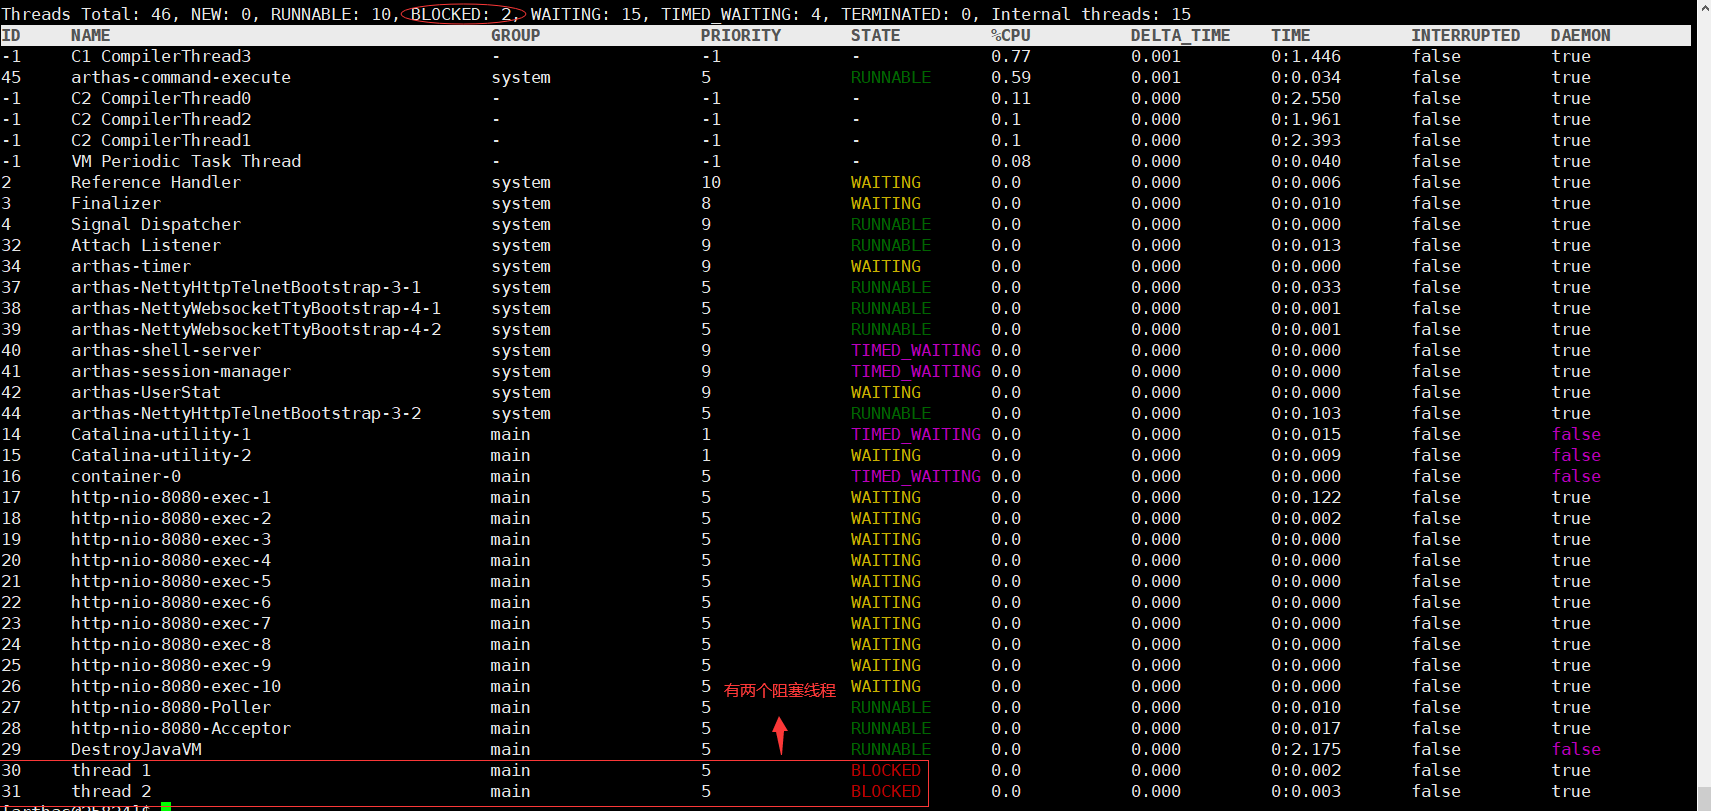 Threads Total: 46, NEW: 0, RUNNABLE: 10, BLOCKED: 2, WAITING: 15, TIMED_WAITING: 4, TERMINATED: 0, Internal threads: 15
ID NAME GROUP PRIORITY STATE %CPU DELTA_TIME TIME INTERRUPTED DAEMON
-1 C1 CompilerThread3 - -1 - 0.77 0.001 0:1.446 false true
45 arthas-command-execute system 5 RUNNABLE 0.59 0.001 0:0.034 false true
-1 C2 CompilerThread0 - -1 - 0.11 0.000 0:2.550 false true
-1 C2 CompilerThread2 - -1 - 0.1 0.000 0:1.961 false true
-1 C2 CompilerThread1 - -1 - 0.1 0.000 0:2.393 false true
-1 VM Periodic Task Thread - -1 - 0.08 0.000 0:0.040 false true
2 Reference Handler system 10 WAITING 0.0 0.000 0:0.006 false true
3 Finalizer system 8 WAITING 0.0 0.000 0:0.010 false true
4 Signal Dispatcher system 9 RUNNABLE 0.0 0.000 0:0.000 false true
32 Attach Listener system 9 RUNNABLE 0.0 0.000 0:0.013 false true
34 arthas-timer system 9 WAITING 0.0 0.000 0:0.000 false true
37 arthas-NettyHttpTelnetBootstrap-3-1 system 5 RUNNABLE 0.0 0.000 0:0.033 false true
38 arthas-NettyWebsocketTtyBootstrap-4-1 system 5 RUNNABLE 0.0 0.000 0:0.001 false true
39 arthas-NettyWebsocketTtyBootstrap-4-2 system 5 RUNNABLE 0.0 0.000 0:0.001 false true
40 arthas-shell-server system 9 TIMED_WAITING 0.0 0.000 0:0.000 false true
41 arthas-session-manager system 9 TIMED_WAITING 0.0 0.000 0:0.000 false true
42 arthas-UserStat system 9 WAITING 0.0 0.000 0:0.000 false true
44 arthas-NettyHttpTelnetBootstrap-3-2 system 5 RUNNABLE 0.0 0.000 0:0.103 false true
14 Catalina-utility-1 main 1 TIMED_WAITING 0.0 0.000 0:0.015 false false
15 Catalina-utility-2 main 1 WAITING 0.0 0.000 0:0.009 false false
16 container-0 main 5 TIMED_WAITING 0.0 0.000 0:0.000 false false
17 http-nio-8080-exec-1 main 5 WAITING 0.0 0.000 0:0.122 false true
18 http-nio-8080-exec-2 main 5 WAITING 0.0 0.000 0:0.002 false true
19 http-nio-8080-exec-3 main 5 WAITING 0.0 0.000 0:0.000 false true
20 http-nio-8080-exec-4 main 5 WAITING 0.0 0.000 0:0.000 false true
21 http-nio-8080-exec-5 main 5 WAITING 0.0 0.000 0:0.000 false true
22 http-nio-8080-exec-6 main 5 WAITING 0.0 0.000 0:0.000 false true
23 http-nio-8080-exec-7 main 5 WAITING 0.0 0.000 0:0.000 false true
24 http-nio-8080-exec-8 main 5 WAITING 0.0 0.000 0:0.000 false true
25 http-nio-8080-exec-9 main 5 WAITING 0.0 0.000 0:0.000 false true
26 http-nio-8080-exec-10 main 5 WAITING 0.0 0.000 0:0.000 false true
有两个阻塞线程
27 http-nio-8080-Poller main 5 RUNNABLE 0.0 0.000 0:0.010 false true
28 http-nio-8080-Acceptor main 5 RUNNABLE 0.0 0.000 0:0.017 false true
29 DestroyJavaVM main 5 RUNNABLE 0.0 0.000 0:2.175 false false
30 thread 1 main 5 BLOCKED 0.0 0.000 0:0.002 false true
31 thread 2 main 5 BLOCKED 0.0 0.000 0:0.003 false true